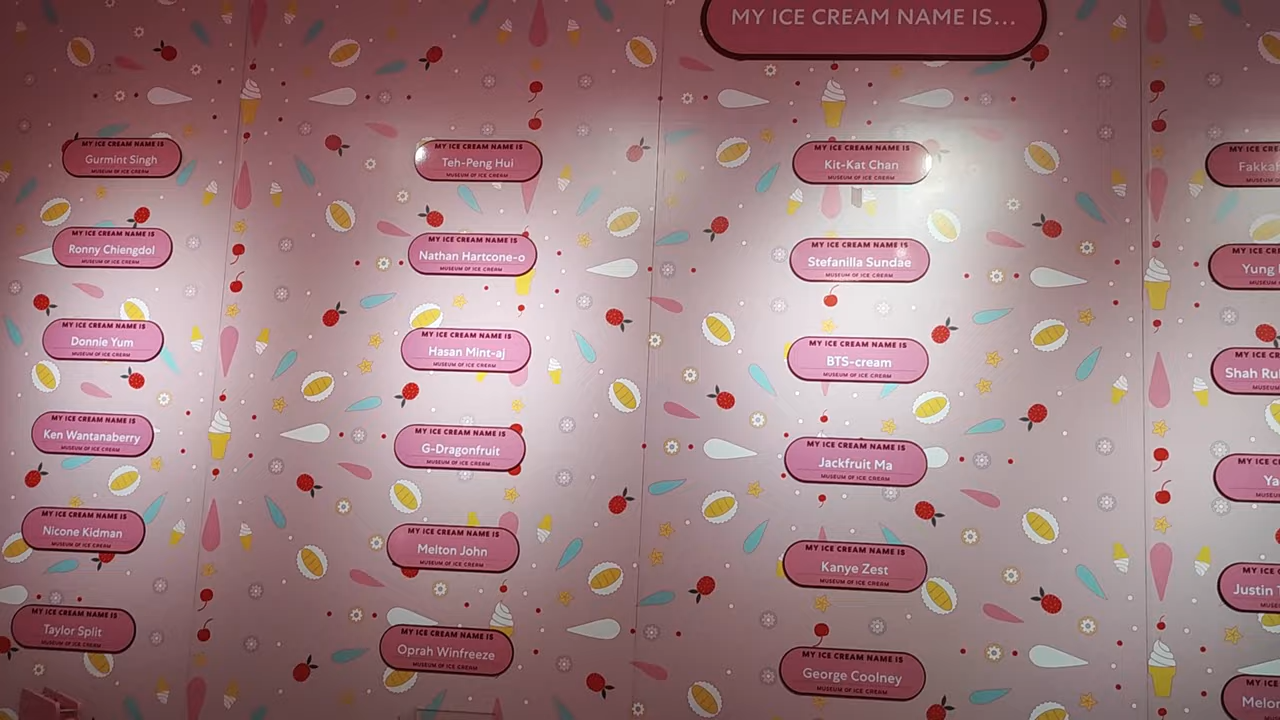 MY ICE CREAM NAME IS...
MY ICE CREAM NAME IS
Gurmint Singh
MUSEUM OF ICE CREAM
MY ICE CREAM NAME IS
Ronny Chiengdol
MUSEUM OF ICE CREAM
MY ICE CREAM NAME IS
Donnie Yum
MUSEUM OF ICE CREAM
MY ICE CREAM NAME IS
Ken Wantanaberry
MUSEUM OF ICE CREAM
MY ICE CREAM NAME IS
Nicone Kidman
MUSEUM OF ICE CREAM
MY ICE CREAM NAME IS
Taylor Split
MUSEUM OF ICE CREAM
MY ICE CREAM NAME IS
Teh-Peng Hui
MUSEUM OF ICE CREAM
MY ICE CREAM NAME IS
Nathan Hartcone-o
MUSEUM OF ICE CREAM
MY ICE CREAM NAME IS
Hasan Mint-aj
MUSEUM OF ICE CREAM
MY ICE CREAM NAME IS
G-Dragonfruit
MUSEUM OF ICE CREAM
MY ICE CREAM NAME IS
Melton John
MUSEUM OF ICE CREAM
MY ICE CREAM NAME IS
Oprah Winfreeze
MUSEUM OF ICE CREAM
MY ICE CREAM NAME IS
Kit-Kat Chan
MUSEUM OF ICE CREAM
MY ICE CREAM NAME IS
Stefanilla Sundae
MUSEUM OF ICE CREAM
MY ICE CREAM NAME IS
BTS-cream
MUSEUM OF ICE CREAM
MY ICE CREAM NAME IS
Jackfruit Ma
MUSEUM OF ICE CREAM
MY ICE CREAM NAME IS
Kanye Zest
MUSEUM OF ICE CREAM
MY ICE CREAM NAME IS
George Coolney
MUSEUM OF ICE CREAM
MY ICE
MY ICE C
Yung
MY ICE C
Shah
MY ICE
MY ICE
Justin
MY IC